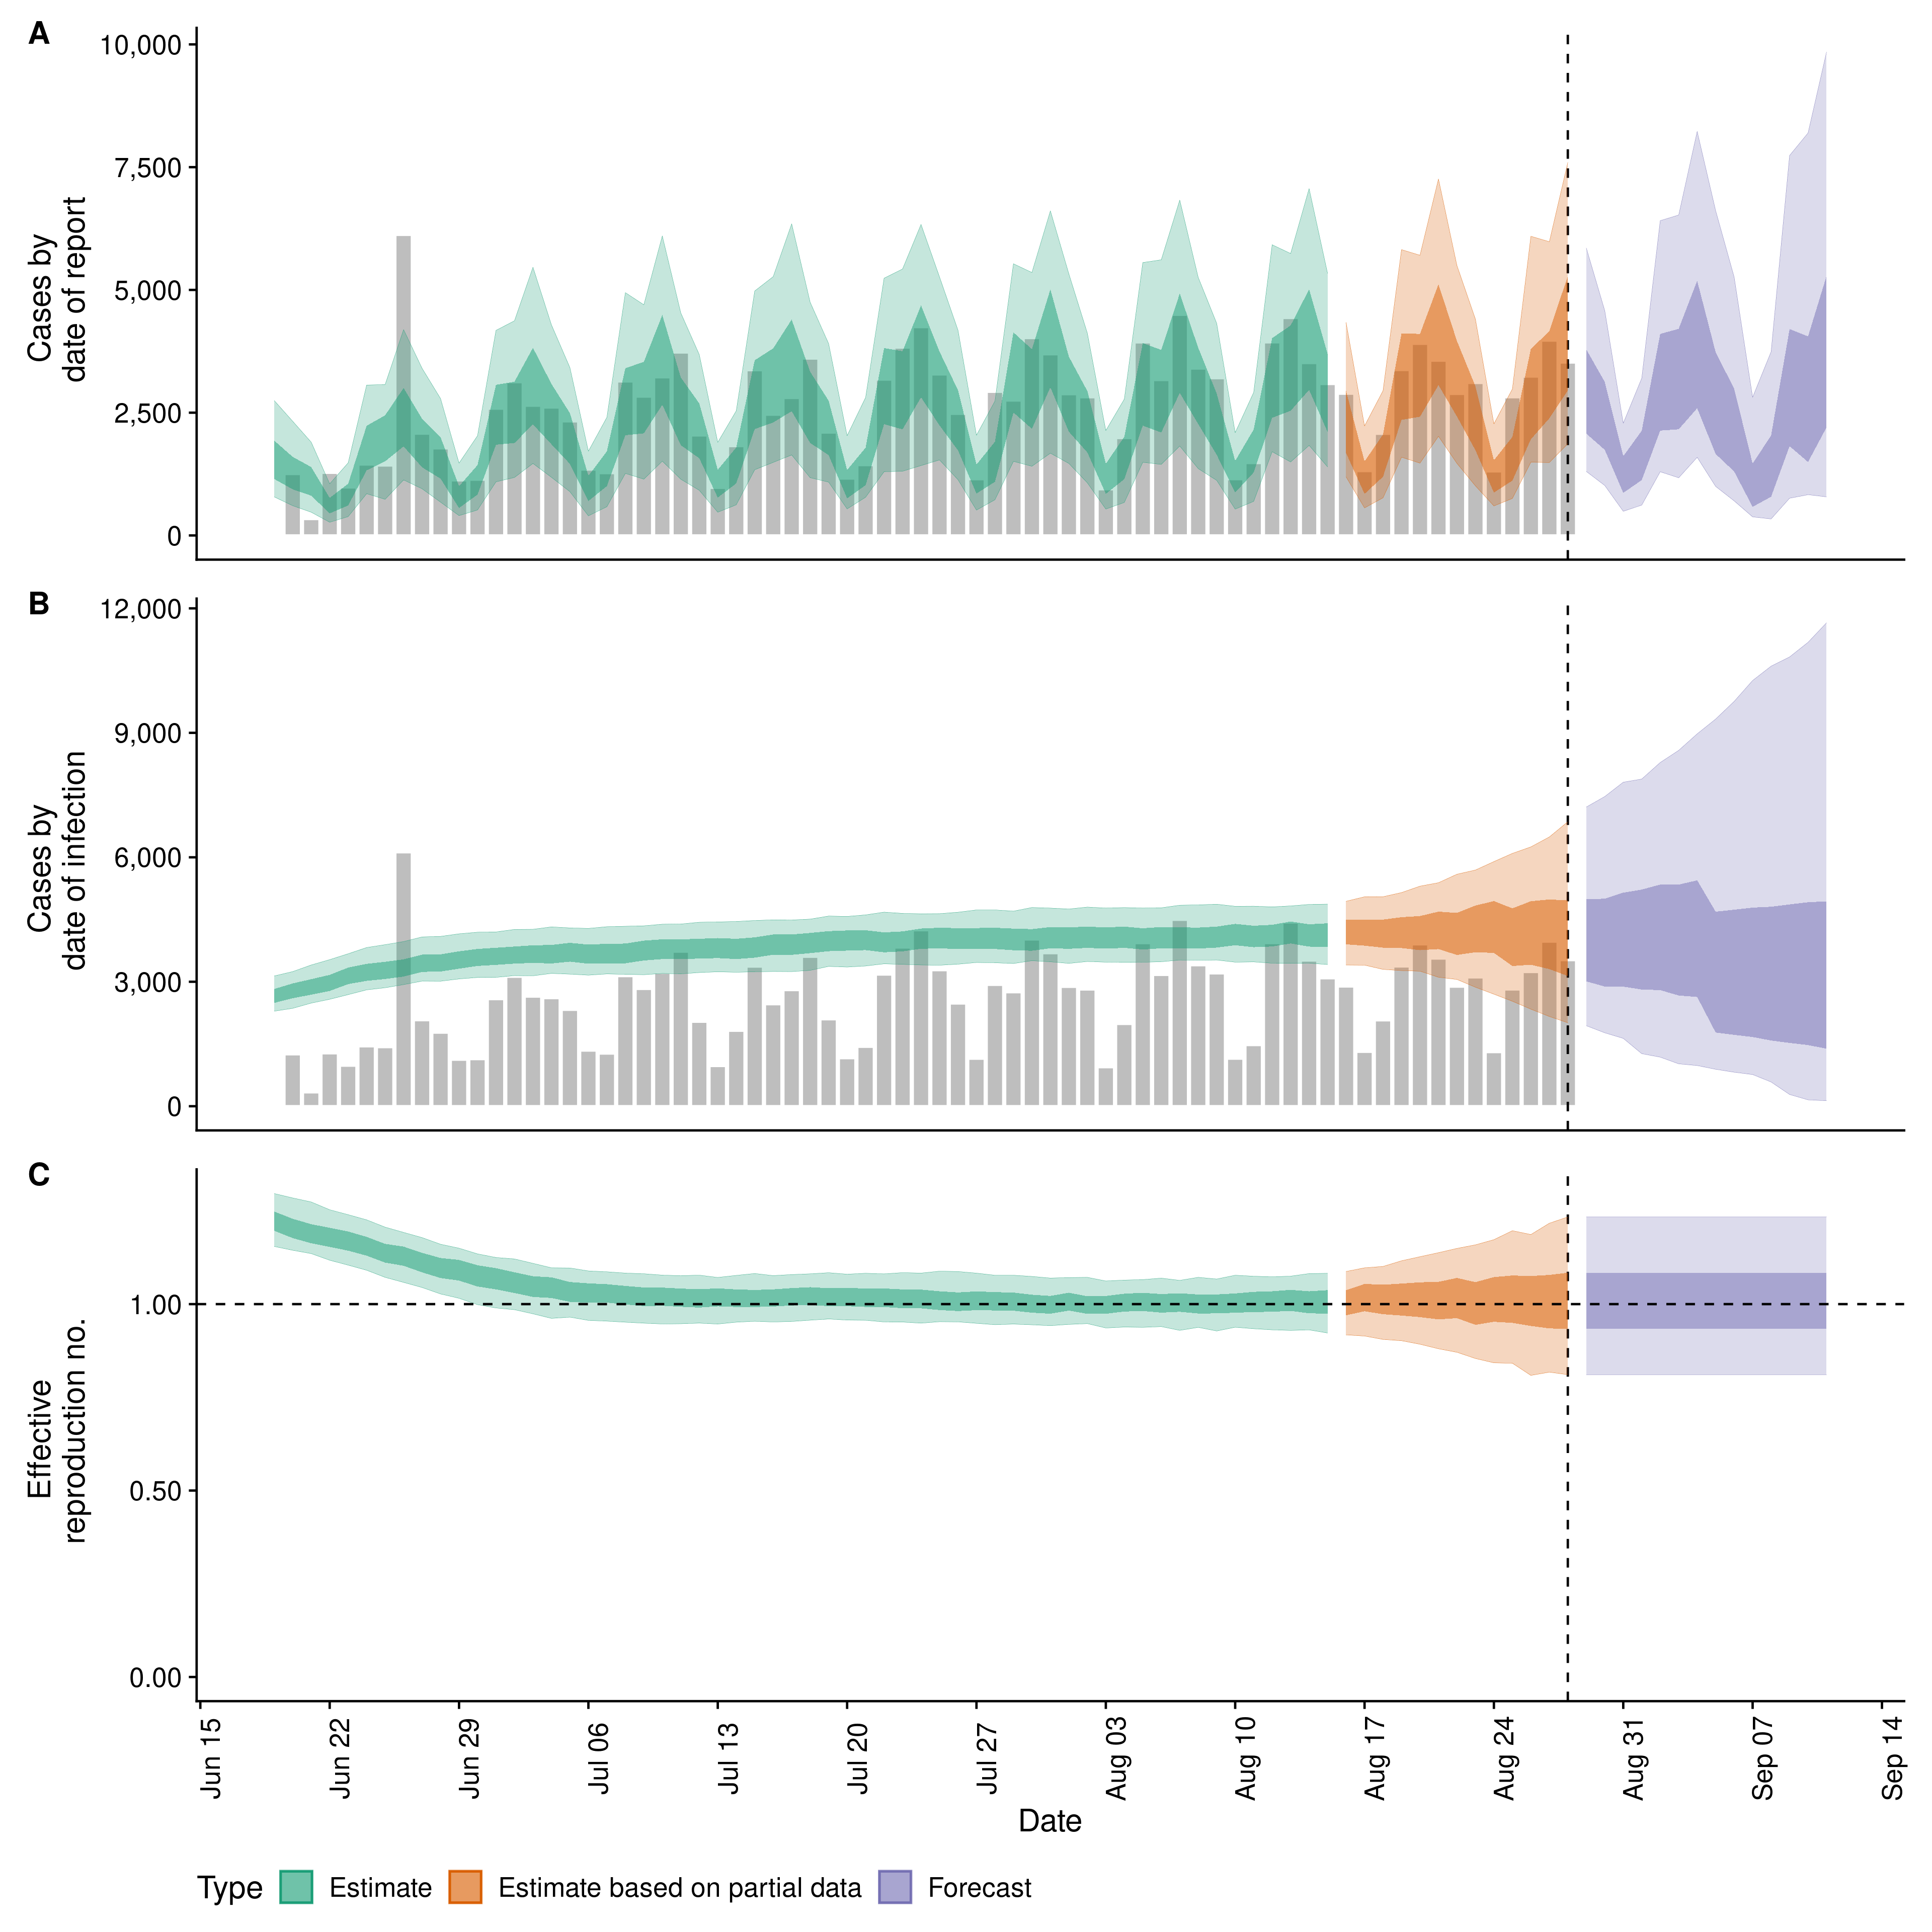 A
10,000
7,500
5,000
2,500
0
Cases by
date of report
B
12,000
9,000
6,000
3,000
0
Cases by
date of infection
C
1.00
0.50
0.00
Effective
reproduction no.
Jun 15
Jun 22
Jun 29
Jul 06
Jul 13
Jul 20
Jul 27
Aug 03
Aug 10
Aug 17
Aug 24
Aug 31
Sep 07
Sep 14
Date
Type Estimate Estimate based on partial data Forecast